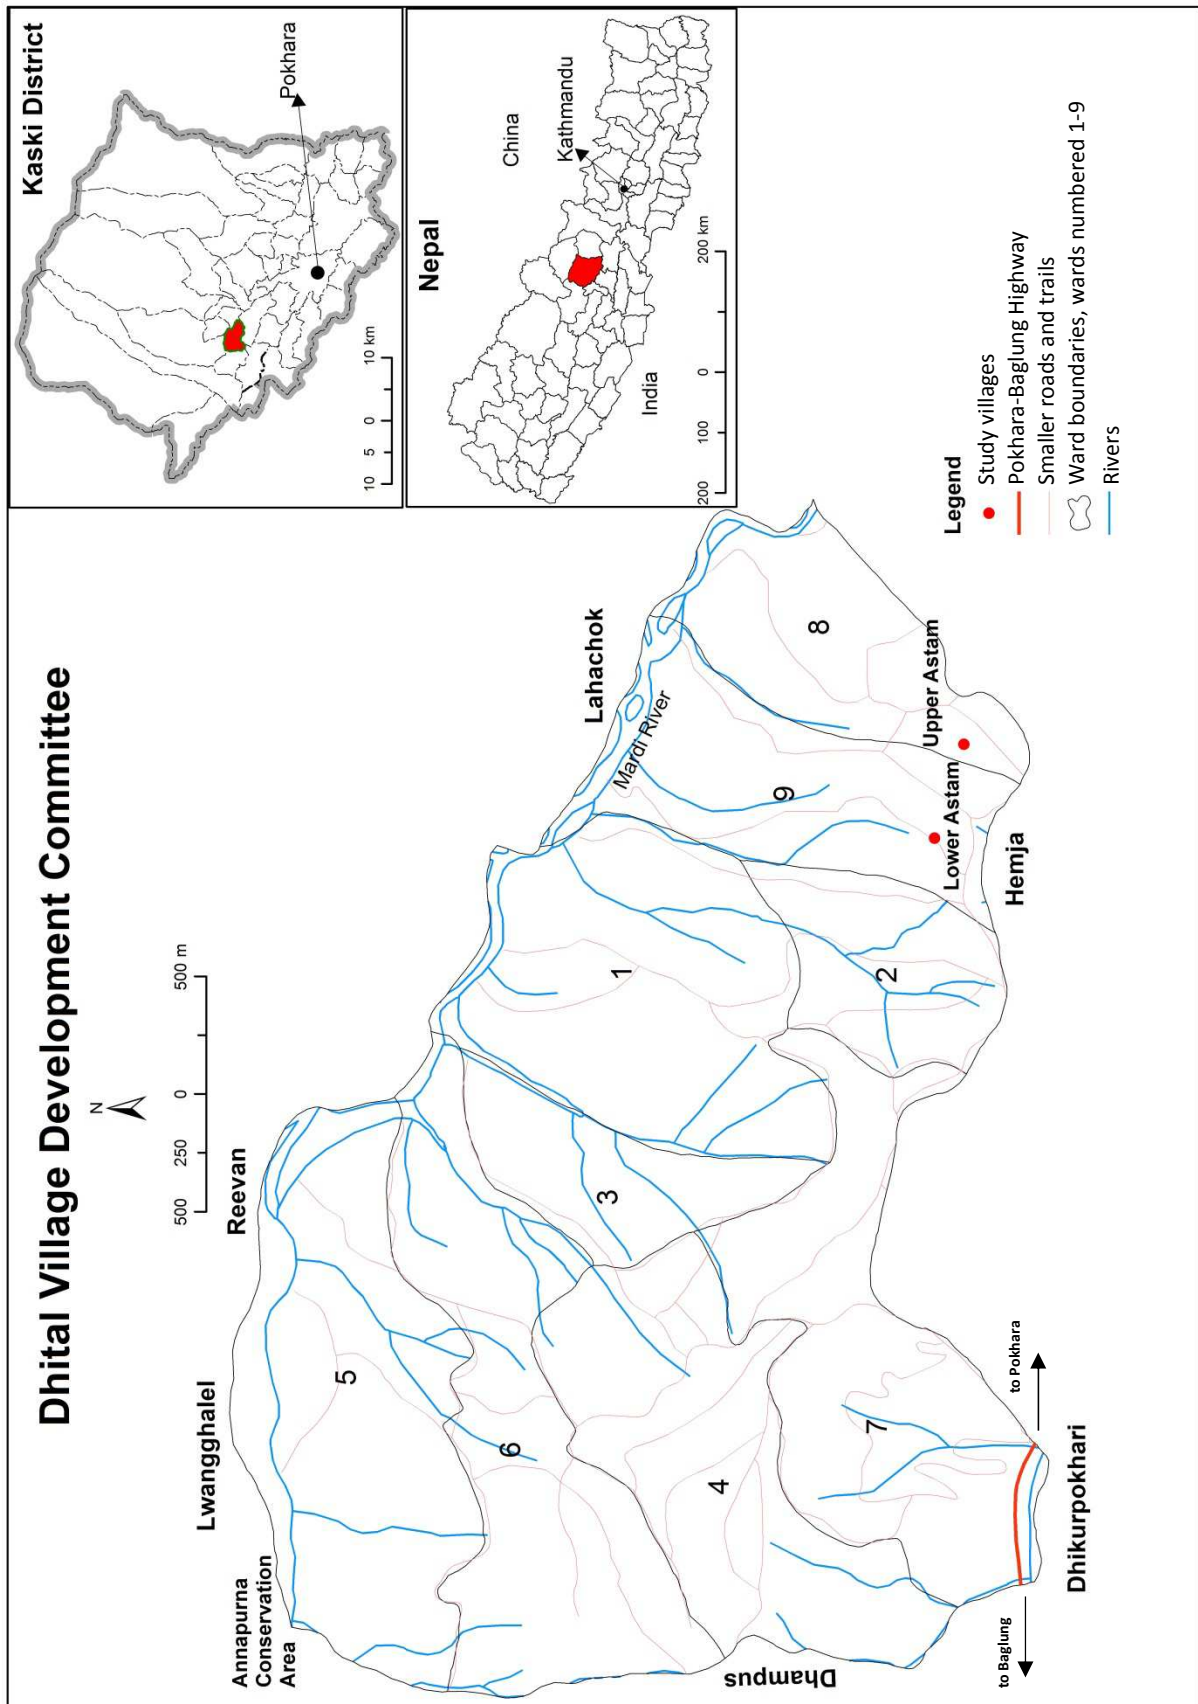 Dhital Village Development Committee
N
500
250
0
500 m
Annapurna
Conservation
Area
Lwangghalel
Reevan
Lahachok
Mardi River
Dhampus
Dhikurpokhari
Hemja
Lower Astam
Upper Astam
1
2
3
4
5
6
7
8
9
to Baglung
to Pokhara
Kaski District
Pokhara
10
5
0
10 km
Nepal
China
Kathmandu
India
200
100
0
200 km
Legend
Study villages
Pokhara-Baglung Highway
Smaller roads and trails
Ward boundaries, wards numbered 1-9
Rivers